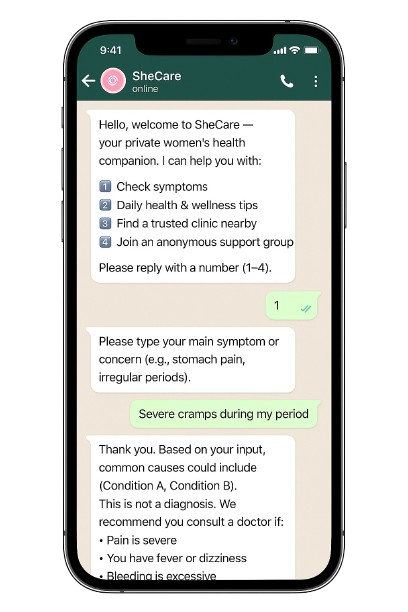 9:41
SheCare
online
Hello, welcome to SheCare —
your private women's health
companion. I can help you with:
1 Check symptoms
2 Daily health & wellness tips
3 Find a trusted clinic nearby
4 Join an anonymous support group
Please reply with a number (1–4).
1
Please type your main symptom or
concern (e.g., stomach pain,
irregular periods).
Severe cramps during my period
Thank you. Based on your input,
common causes could include
(Condition A, Condition B).
This is not a diagnosis. We
recommend you consult a doctor if:
• Pain is severe
• You have fever or dizziness
• Bleeding is excessive